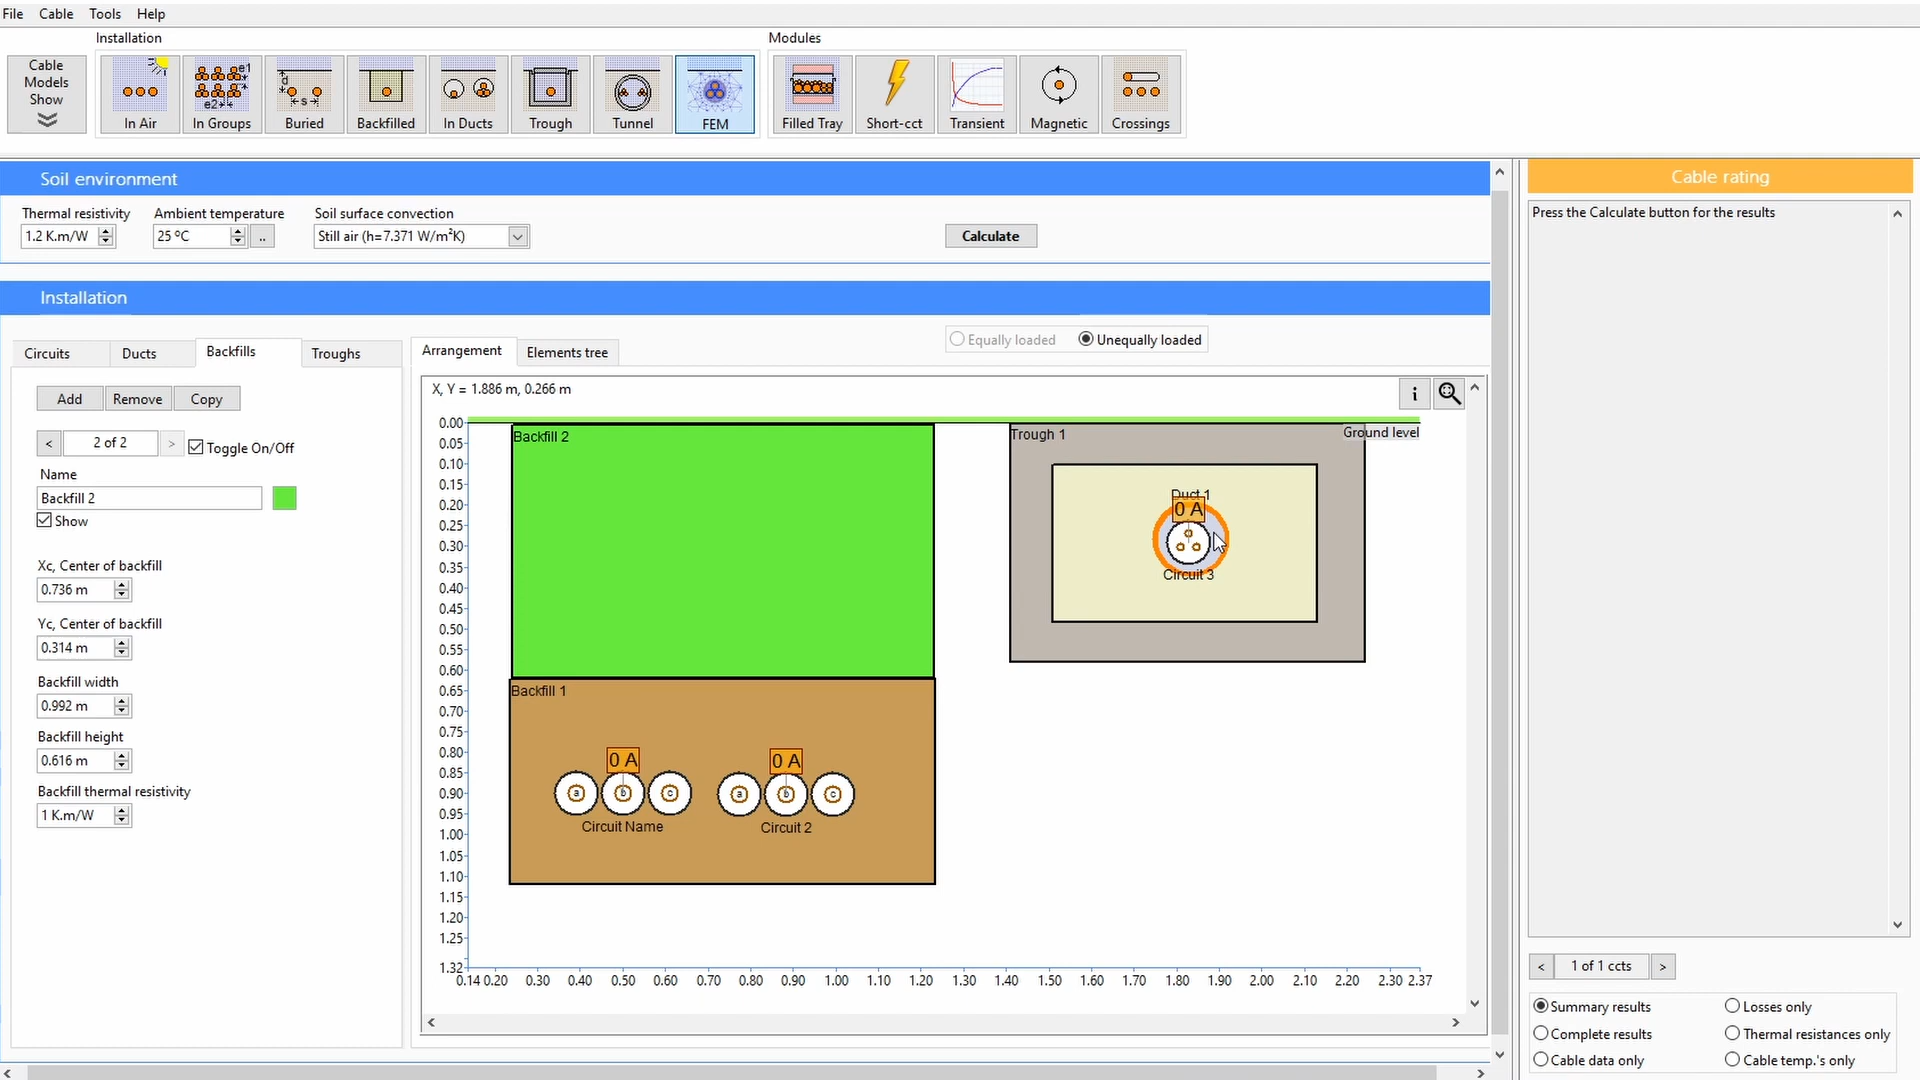 File Cable Tools Help
Installation
Modules
Cable
Models
Show
In Air
e1
e2
In Groups
d
s
Buried
Backfilled
In Ducts
Trough
Tunnel
FEM
Filled Tray
Short-cct
Transient
Magnetic
Crossings
Soil environment
Thermal resistivity
1.2 K.m/W
Ambient temperature
25 ºC
..
Soil surface convection
Still air (h=7.371 W/m²K)
Calculate
Installation
Circuits Ducts Backfills Troughs
Add Remove Copy
< 2 of 2 > Toggle On/Off
Name
Backfill 2
Show
Xc, Center of backfill
0.736 m
Yc, Center of backfill
0.314 m
Backfill width
0.992 m
Backfill height
0.616 m
Backfill thermal resistivity
1 K.m/W
Arrangement Elements tree
Equally loaded Unequally loaded
X, Y = 1.886 m, 0.266 m
i
0.00
0.05
0.10
0.15
0.20
0.25
0.30
0.35
0.40
0.45
0.50
0.55
0.60
0.65
0.70
0.75
0.80
0.85
0.90
0.95
1.00
1.05
1.10
1.15
1.20
1.25
1.32
0.14 0.20 0.30 0.40 0.50 0.60 0.70 0.80 0.90 1.00 1.10 1.20 1.30 1.40 1.50 1.60 1.70 1.80 1.90 2.00 2.10 2.20 2.30 2.37
Backfill 2
Trough 1
Ground level
Duct 1
0 A
Circuit 3
Backfill 1
0 A
a b c
Circuit Name
0 A
a b c
Circuit 2
Cable rating
Press the Calculate button for the results
< 1 of 1 ccts >
Summary results
Losses only
Complete results
Thermal resistances only
Cable data only
Cable temp.'s only